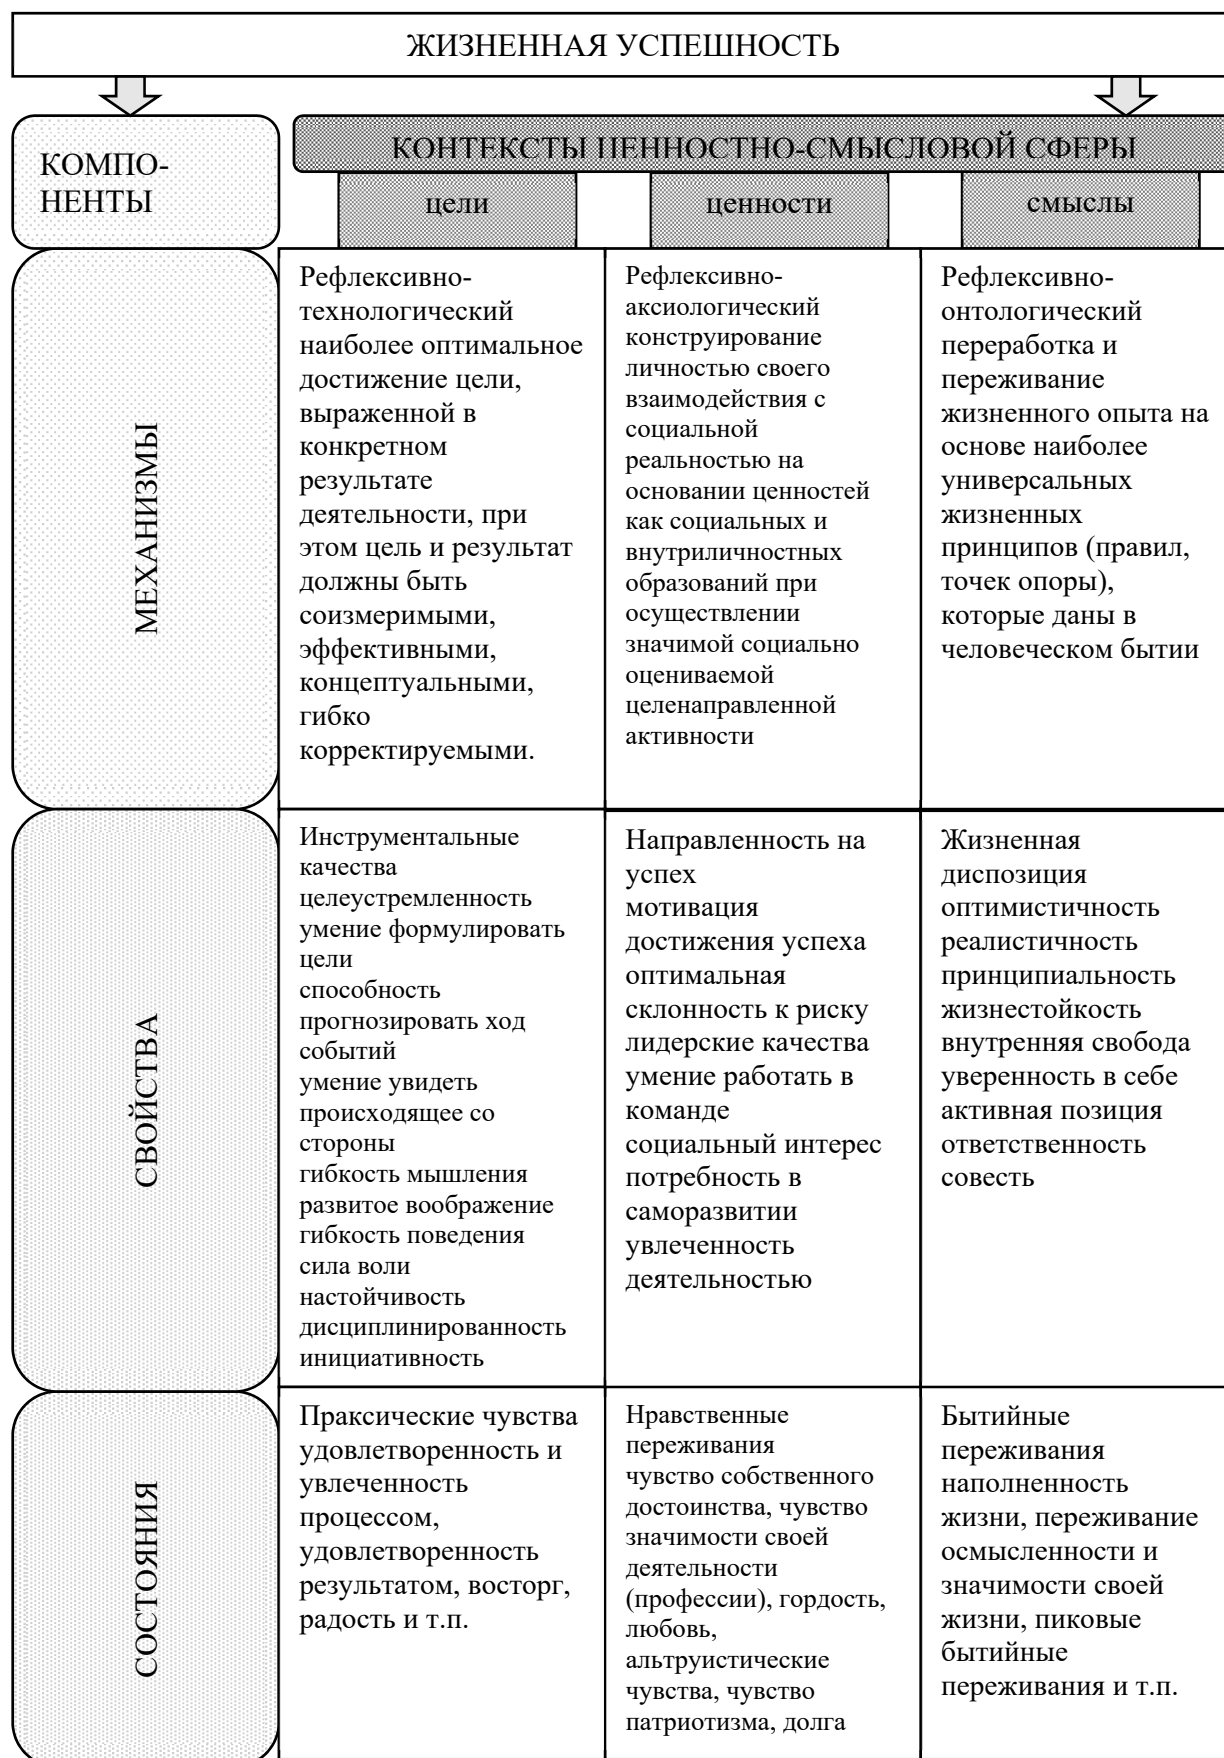 ЖИЗНЕННАЯ УСПЕШНОСТЬ
КОМПО-
НЕНТЫ
КОНТЕКСТЫ ЦЕННОСТНО-СМЫСЛОВОЙ СФЕРЫ
цели
ценности
смыслы
МЕХАНИЗМЫ
Рефлексивно-
технологический
наиболее оптимальное
достижение цели,
выраженной в
конкретном
результате
деятельности, при
этом цель и результат
должны быть
соизмеримыми,
эффективными,
концептуальными,
гибко
корректируемыми.
Рефлексивно-
аксиологический
конструирование
личностью своего
взаимодействия с
социальной
реальностью на
основании ценностей
как социальных и
внутриличностных
образований при
осуществлении
значимой социально
оцениваемой
целенаправленной
активности
Рефлексивно-
онтологический
переработка и
переживание
жизненного опыта на
основе наиболее
универсальных
жизненных
принципов (правил,
точек опоры),
которые даны в
человеческом бытии
СВОЙСТВА
Инструментальные
качества
целеустремленность
умение формулировать
цели
способность
прогнозировать ход
событий
умение увидеть
происходящее со
стороны
гибкость мышления
развитое воображение
гибкость поведения
сила воли
настойчивость
дисциплинированность
инициативность
Направленность на
успех
мотивация
достижения успеха
оптимальная
склонность к риску
лидерские качества
умение работать в
команде
социальный интерес
потребность в
саморазвитии
увлеченность
деятельностью
Жизненная
диспозиция
оптимистичность
реалистичность
принципиальность
жизнестойкость
внутренняя свобода
уверенность в себе
активная позиция
ответственность
совесть
СОСТОЯНИЯ
Праксические чувства
удовлетворенность и
увлеченность
процессом,
удовлетворенность
результатом, восторг,
радость и т.п.
Нравственные
переживания
чувство собственного
достоинства, чувство
значимости своей
деятельности
(профессии), гордость,
любовь,
альтруистические
чувства, чувство
патриотизма, долга
Бытийные
переживания
наполненность
жизни, переживание
осмысленности и
значимости своей
жизни, пиковые
бытийные
переживания и т.п.